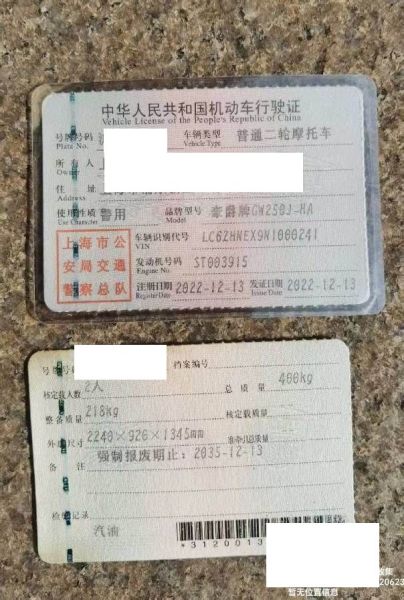 中华人民共和国机动车行驶证
Vehicle License of the People's Republic of China
号牌号码 车辆类型 普通二轮摩托车
Plate No. Vehicle Type
所有人
Owner
住 址
Address
使用性质 警用 品牌型号 豪爵牌GW250J-HA
Use Character Model
上海市公 车辆识别代号 LC6ZHNEX9N1000241
VIN
安局交通 发动机号码 ST003915
Engine No.
警察总队 注册日期 2022-12-13 发证日期 2022-12-13
Register Date Issue Date
号牌号码 档案编号
核定载人数 2人 总质量 400kg
整备质量 218kg 核定载质量
外廓尺寸 2240×926×1345 准牵引总质量
备 注 强制报废期止：2035-12-13
检验记录
汽油
*3120013
20623
暂无位置信息